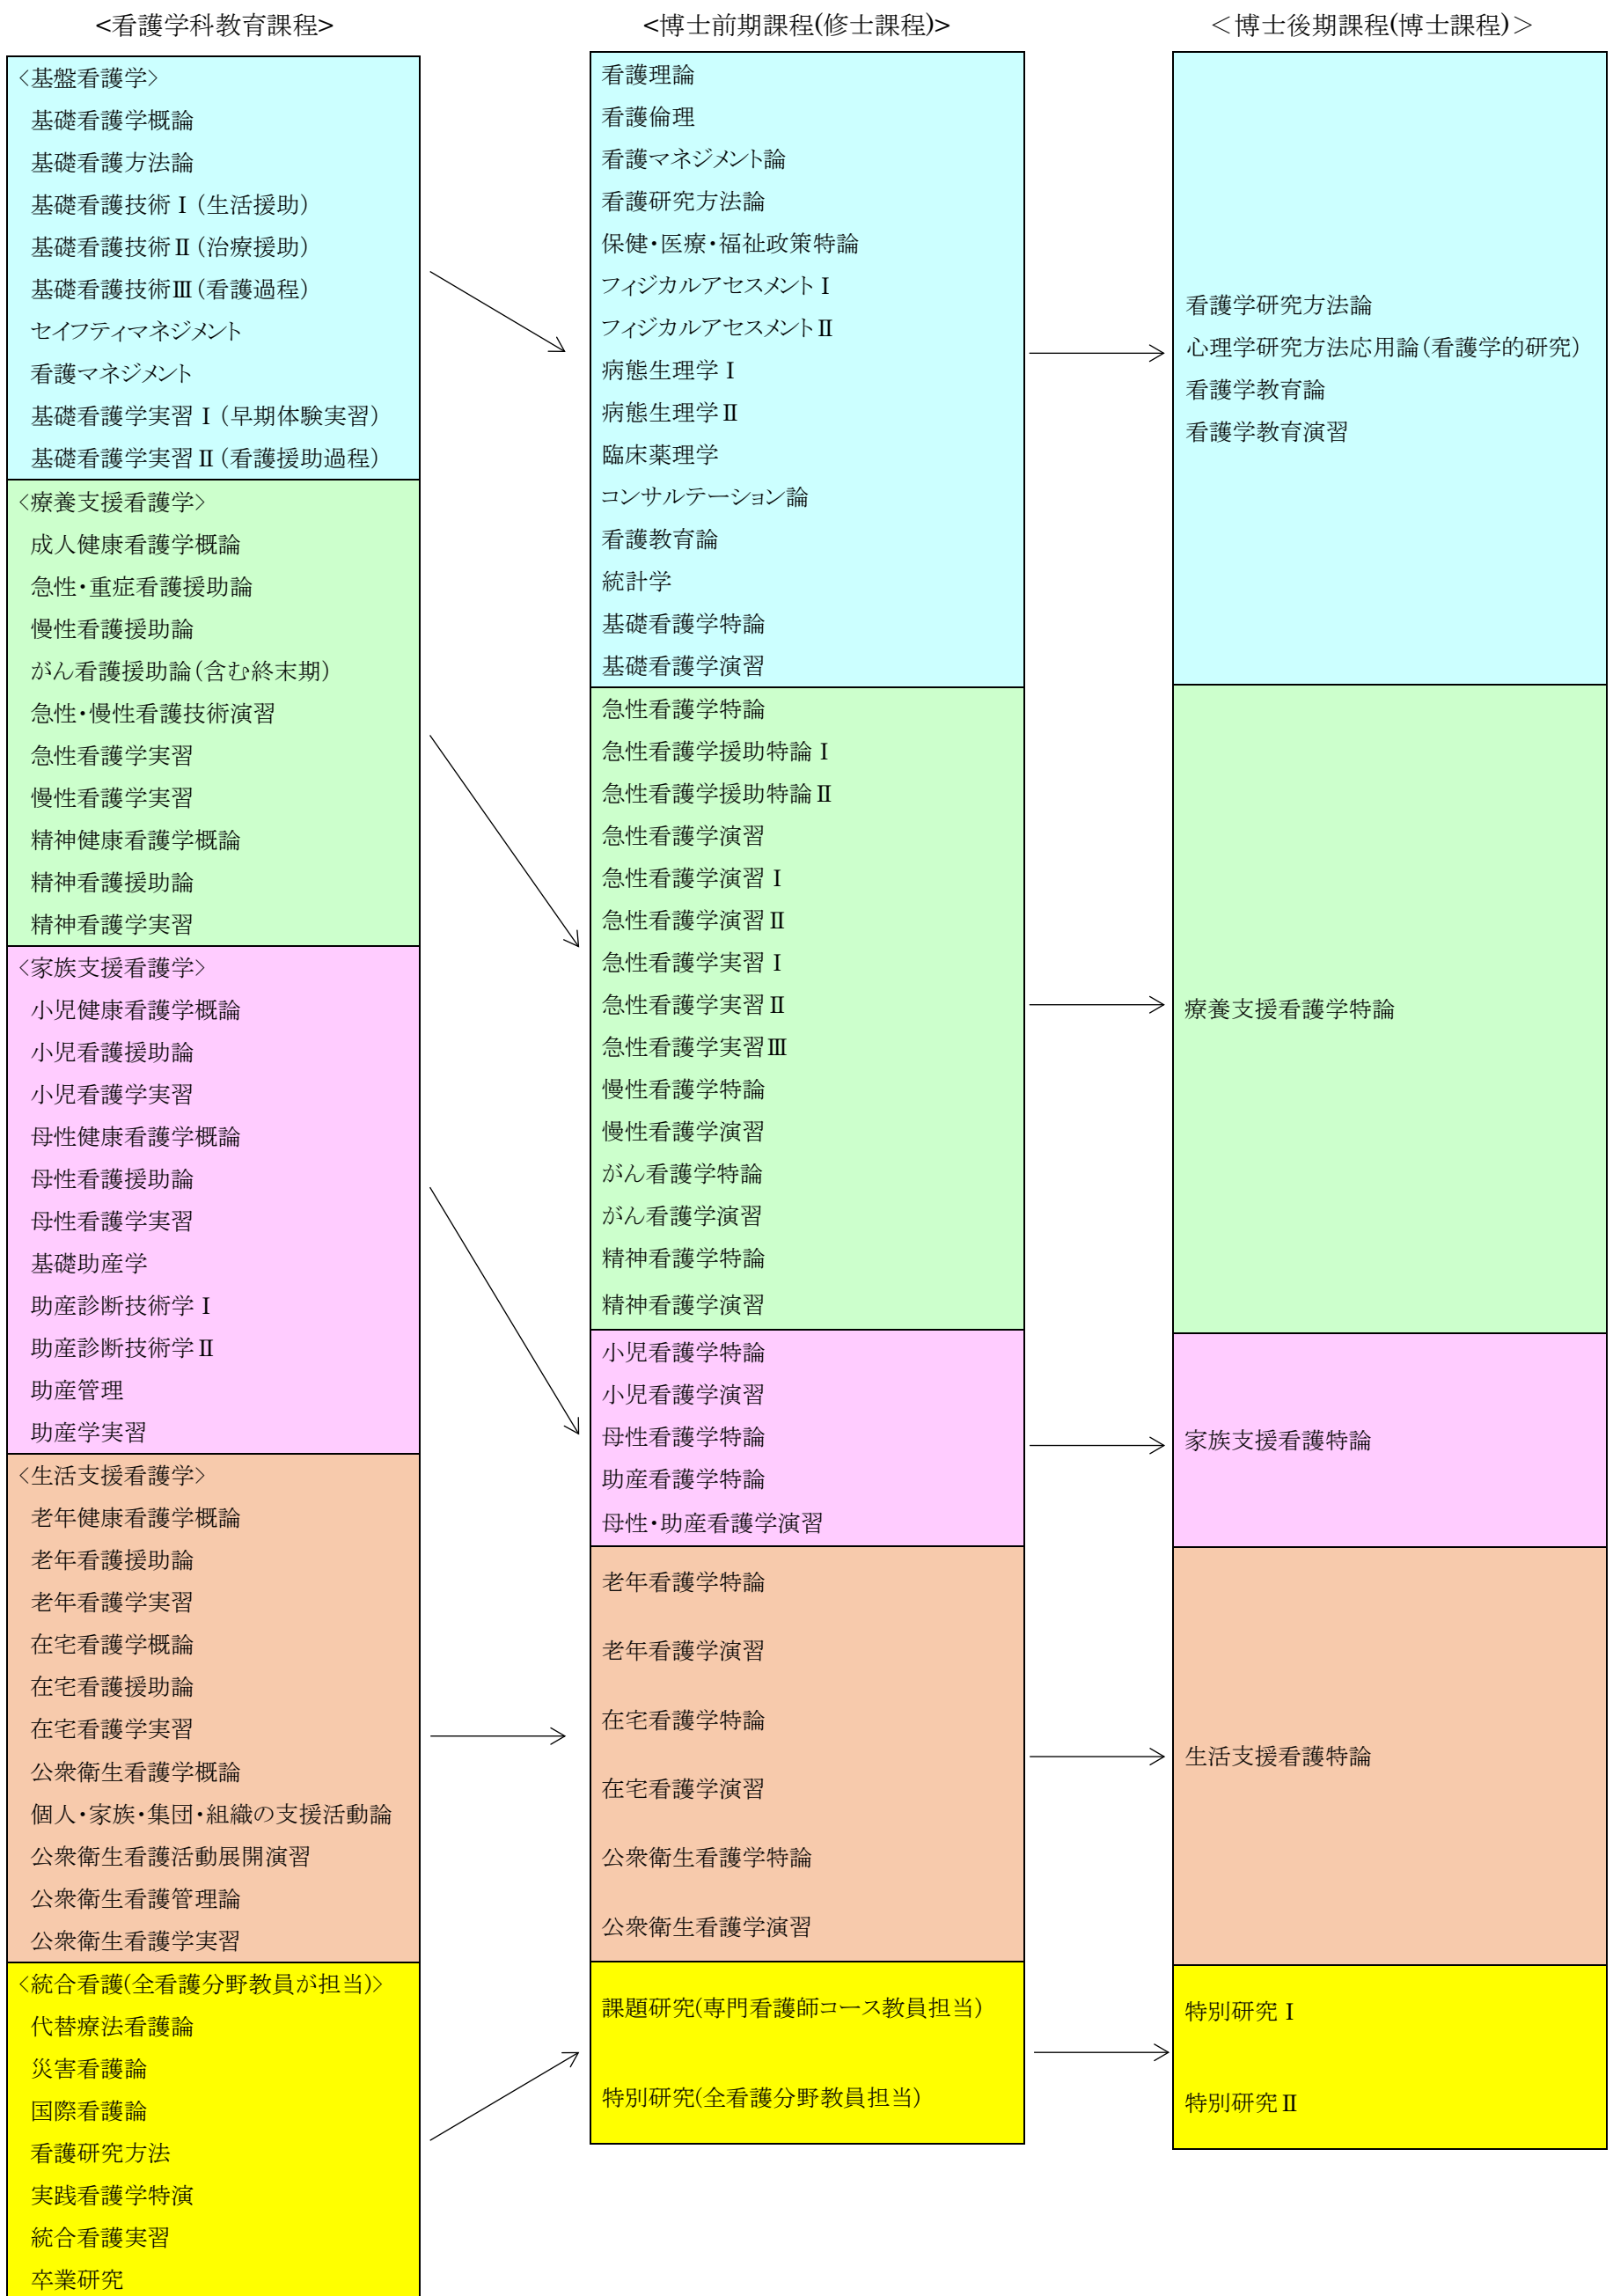 <看護学科教育課程>
〈基盤看護学〉
基礎看護学概論
基礎看護方法論
基礎看護技術Ⅰ(生活援助)
基礎看護技術Ⅱ(治療援助)
基礎看護技術Ⅲ(看護過程)
セイフティマネジメント
看護マネジメント
基礎看護学実習Ⅰ(早期体験実習)
基礎看護学実習Ⅱ(看護援助過程)
〈療養支援看護学〉
成人健康看護学概論
急性・重症看護援助論
慢性看護援助論
がん看護援助論(含む終末期)
急性・慢性看護技術演習
急性看護学実習
慢性看護学実習
精神健康看護学概論
精神看護援助論
精神看護学実習
〈家族支援看護学〉
小児健康看護学概論
小児看護援助論
小児看護学実習
母性健康看護学概論
母性看護援助論
母性看護学実習
基礎助産学
助産診断技術学Ⅰ
助産診断技術学Ⅱ
助産管理
助産学実習
〈生活支援看護学〉
老年健康看護学概論
老年看護援助論
老年看護学実習
在宅看護学概論
在宅看護援助論
在宅看護学実習
公衆衛生看護学概論
個人・家族・集団・組織の支援活動論
公衆衛生看護活動展開演習
公衆衛生看護管理論
公衆衛生看護学実習
〈統合看護(全看護分野教員が担当)〉
代替療法看護論
災害看護論
国際看護論
看護研究方法
実践看護学特演
統合看護実習
卒業研究
<博士前期課程(修士課程)>
看護理論
看護倫理
看護マネジメント論
看護研究方法論
保健・医療・福祉政策特論
フィジカルアセスメントⅠ
フィジカルアセスメントⅡ
病態生理学Ⅰ
病態生理学Ⅱ
臨床薬理学
コンサルテーション論
看護教育論
統計学
基礎看護学特論
基礎看護学演習
急性看護学特論
急性看護学援助特論Ⅰ
急性看護学援助特論Ⅱ
急性看護学演習
急性看護学演習Ⅰ
急性看護学演習Ⅱ
急性看護学実習Ⅰ
急性看護学実習Ⅱ
急性看護学実習Ⅲ
慢性看護学特論
慢性看護学演習
がん看護学特論
がん看護学演習
精神看護学特論
精神看護学演習
小児看護学特論
小児看護学演習
母性看護学特論
助産看護学特論
母性・助産看護学演習
老年看護学特論
老年看護学演習
在宅看護学特論
在宅看護学演習
公衆衛生看護学特論
公衆衛生看護学演習
課題研究(専門看護師コース教員担当)
特別研究(全看護分野教員担当)
＜博士後期課程(博士課程)＞
看護学研究方法論
心理学研究方法応用論(看護学的研究)
看護学教育論
看護学教育演習
療養支援看護学特論
家族支援看護特論
生活支援看護特論
特別研究Ⅰ
特別研究Ⅱ